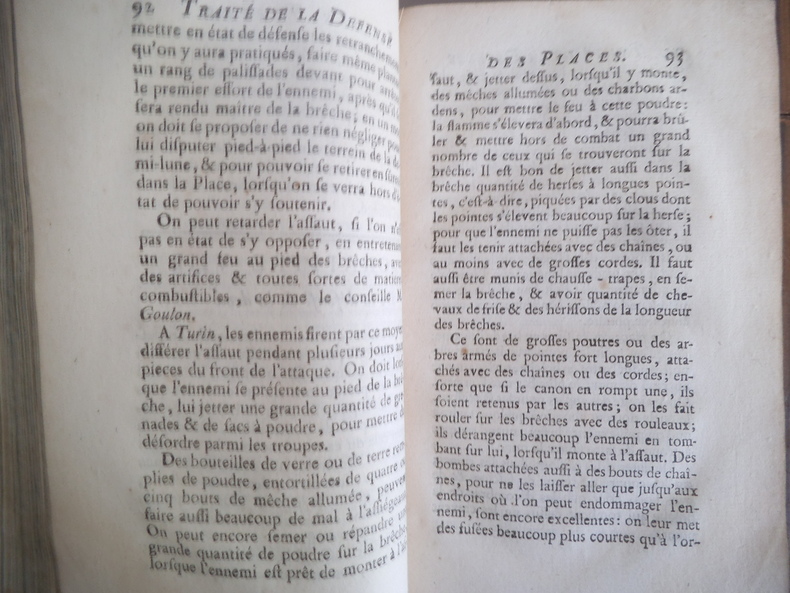 92 TRAITÉ DE LA DEFENSE
mettre en état de défenſe les retranchemens
qu'on y aura pratiqués, faire même planter
un rang de paliſſades devant pour
le premier effort de l'ennemi, après qu'il
ſera rendu maitre de la brêche; en un mot
on doit ſe propoſer de ne rien négliger pour
lui diſputer pied-à-pied le terrein de la de-
mi-lune, & pour pouvoir ſe retirer en ſûreté
dans la Place, lorſqu'on ſe verra hors d'é-
tat de pouvoir s'y ſoutenir.
On peut retarder l'aſſaut, ſi l'on n'eſt
pas en état de s'y oppoſer, en entretenant
un grand feu au pied des brêches, avec
des artifices & toutes ſortes de matieres
combuſtibles, comme le conſeille M.
Goulon.
A Turin, les ennemis firent par ce moyen
différer l'aſſaut pendant pluſieurs jours aux
pieces du front de l'attaque. On doit lorſ-
que l'ennemi ſe préſente au pied de la brê-
che, lui jetter une grande quantité de gre-
nades & de ſacs à poudre, pour mettre du
déſordre parmi les troupes.
Des bouteilles de verre ou de terre rem-
plies de poudre, entortillées de quatre ou
cinq bouts de mêche allumée, peuvent
faire auſſi beaucoup de mal à l'aſſiégeant.
On peut encore ſemer ou répandre une
grande quantité de poudre ſur la brêche
lorſque l'ennemi eſt prêt de monter à l'aſ-
DES PLACES. 93
ſaut, & jetter deſſus, lorſqu'il y monte,
des mêches allumées ou des charbons ar-
dens, pour mettre le feu à cette poudre:
la flamme s'élevera d'abord, & pourra brû-
ler & mettre hors de combat un grand
nombre de ceux qui ſe trouveront ſur la
brêche. Il eſt bon de jetter auſſi dans la
brêche quantité de herſes à longues poin-
tes, c'eſt-à-dire, piquées par des clous dont
les pointes s'élevent beaucoup ſur la herſe;
pour que l'ennemi ne puiſſe pas les ôter, il
faut les tenir attachées avec des chaînes, ou
au moins avec de groſſes cordes. Il faut
auſſi être munis de chauſſe-trapes, en ſe-
mer la brêche, & avoir quantité de che-
vaux de friſe & des hériſſons de la longueur
des brêches.
Ce ſont de groſſes poutres ou des ar-
bres armés de pointes fort longues, atta-
chés avec des chaînes ou des cordes; en-
ſorte que ſi le canon en rompt une, ils
ſoient retenus par les autres; on les fait
rouler ſur les brêches avec des rouleaux;
ils dérangent beaucoup l'ennemi en tom-
bant ſur lui, lorſqu'il monte à l'aſſaut. Des
bombes attachées auſſi à des bouts de chaî-
nes, pour ne les laiſſer aller que juſqu'aux
endroits où l'on peut endommager l'en-
nemi, ſont encore excellentes: on leur met
des fuſées beaucoup plus courtes qu'à l'or-